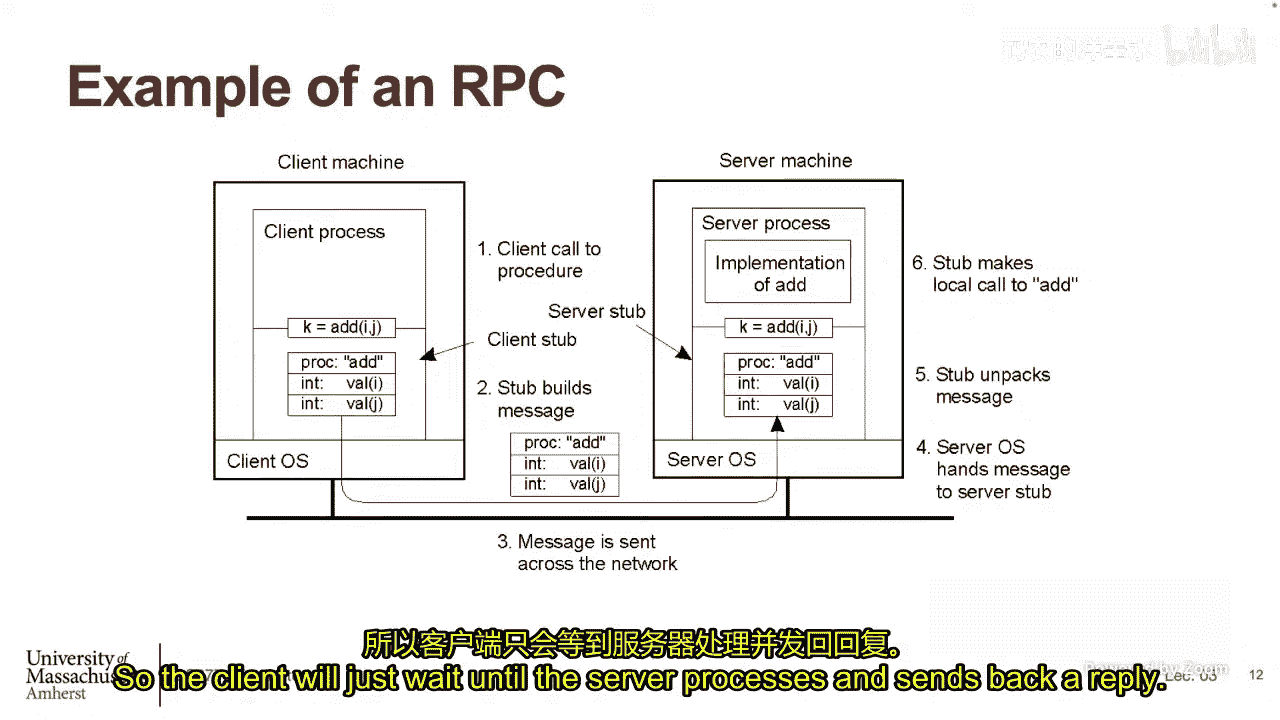 Example of an RPC
Client machine
Server machine
Client process
1. Client call to
procedure
k = add(i,j)
Client stub
proc: "add"
int: val(i)
int: val(j)
2. Stub builds
message
proc: "add"
int: val(i)
int: val(j)
Client OS
Server process
Implementation
of add
Server stub
k = add(i,j)
proc: "add"
int: val(i)
int: val(j)
Server OS
6. Stub makes
local call to "add"
5. Stub unpacks
message
4. Server OS
hands message
to server stub
3. Message is sent
across the network
所以客户端只会等到服务器处理并发回回复。
So the client will just wait until the server processes and sends back a reply.
University of
Massachusetts
Amherst
Powered by Zoom
Lec. 03
12
bilibili